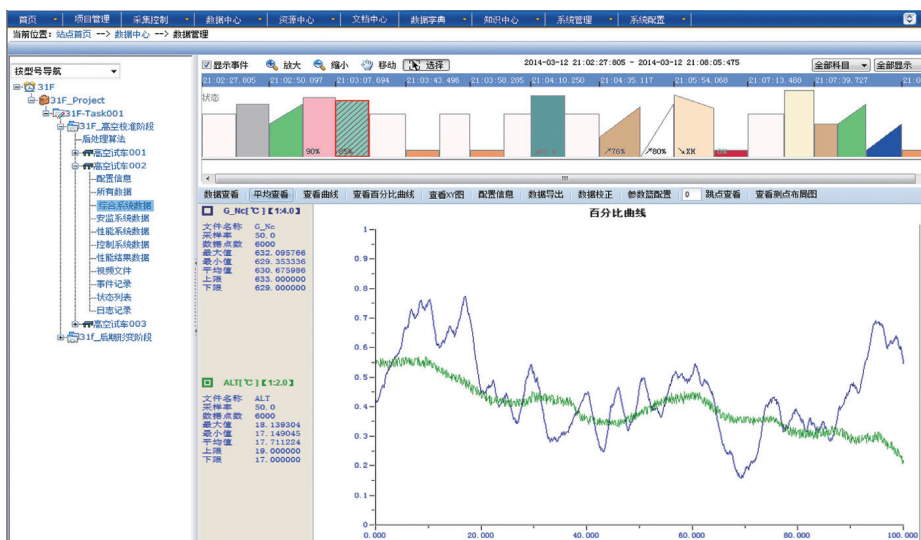 首页 项目管理 采集控制 数据中心 资源中心 文档中心 数据字典 知识中心 系统管理 系统配置
当前位置: 站点首页 --> 数据中心 --> 数据管理
按型号导航
31F
31F_Project
31F-Task001
31F_高空校准阶段
后处理算法
高空试车001
高空试车002
配置信息
所有数据
综合系统数据
安监系统数据
性能系统数据
控制系统数据
性能结果数据
视频文件
事件记录
状态列表
日志记录
高空试车003
31f_后期形变阶段
显示事件 放大 缩小 移动 选择 2014-03-12 21:02:27:805 - 2014-03-12 21:08:05:475 全部科目 全部显示
21:02:27.805 21:02:50.097 21:03:07.694 21:03:43.496 21:03:58.285 21:04:10.250 21:04:35.117 21:05:54.068 21:07:13.480 21:07:39.727 21:0
状态
90% 85% 76% 80% XM
数据查看 平均查看 查看曲线 查看百分比曲线 查看XY图 配置信息 数据导出 数据校正 参数篮配置 0 跳点查看 查看测点布局图
G_Nc[℃]【1:4.0】
文件名称 G_Nc
采样率 50.0
数据点数 6000
最大值 632.095766
最小值 629.353336
平均值 630.675986
上限 633.000000
下限 629.000000
ALT[℃]【1:2.0】
文件名称 ALT
采样率 50.0
数据点数 6000
最大值 18.139304
最小值 17.149045
平均值 17.711224
上限 18.000000
下限 17.000000
百分比曲线
1
0.9
0.8
0.7
0.6
0.5
0.4
0.3
0.2
0.1
0
0.000 20.000 40.000 60.000 80.000 100.000